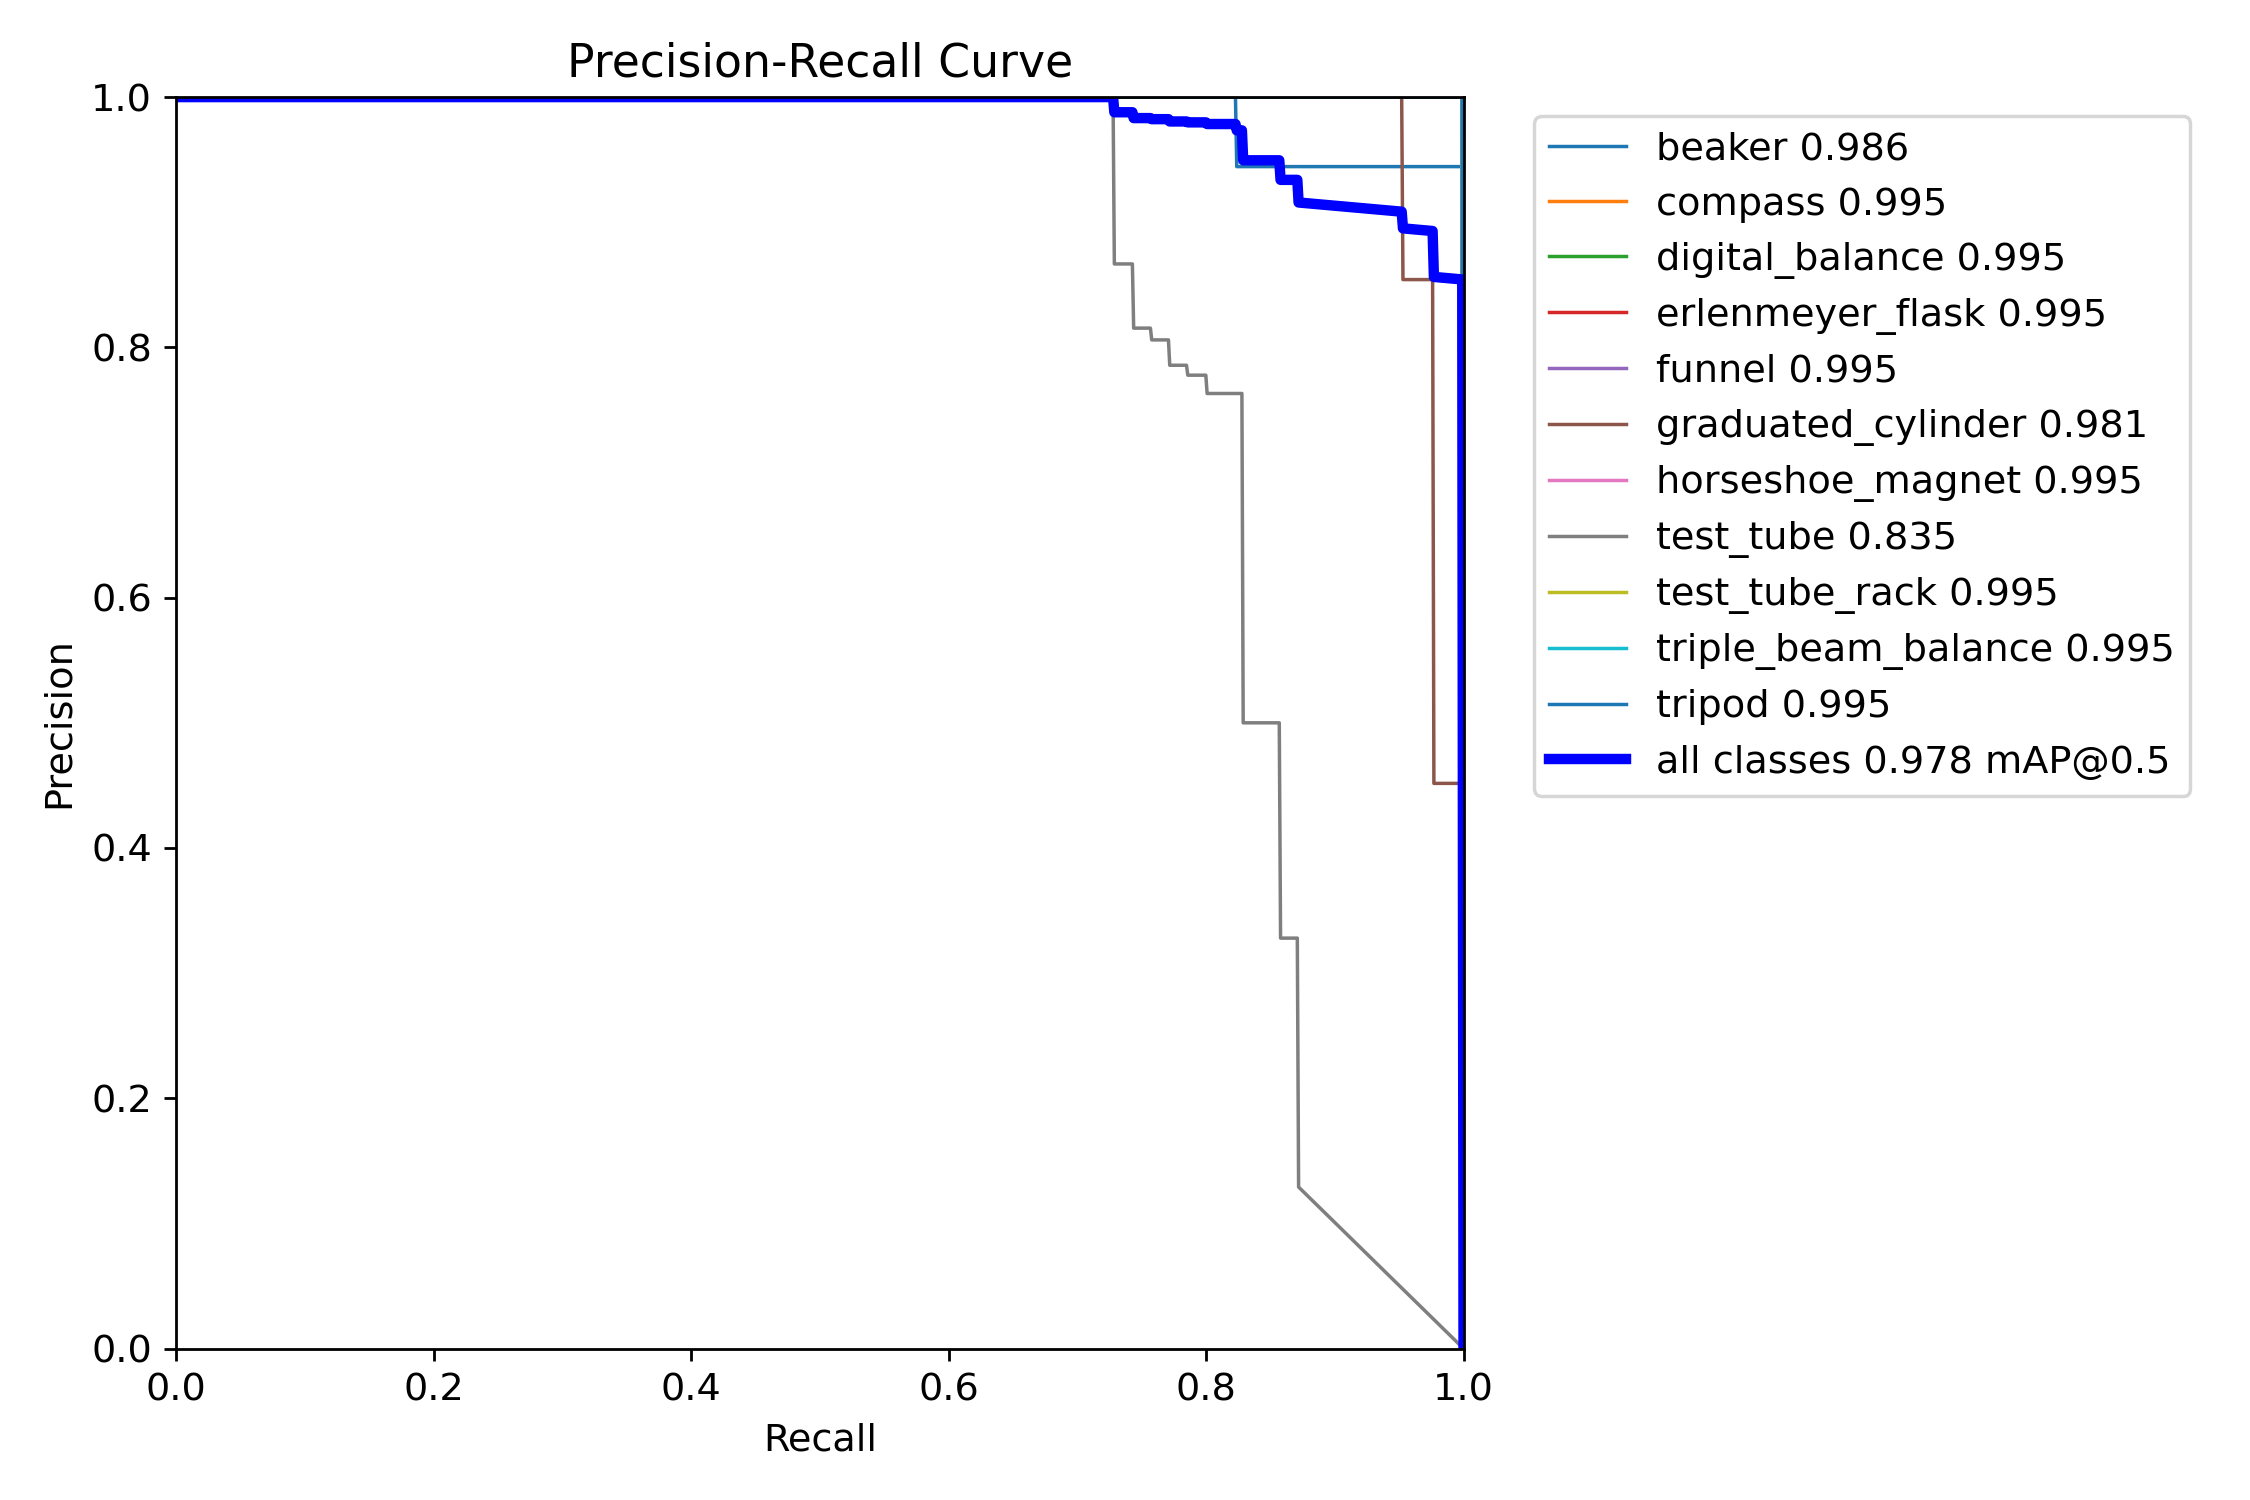 Precision-Recall Curve
1.0
0.8
0.6
0.4
0.2
0.0
Precision
0.0 0.2 0.4 0.6 0.8 1.0
Recall
beaker 0.986
compass 0.995
digital_balance 0.995
erlenmeyer_flask 0.995
funnel 0.995
graduated_cylinder 0.981
horseshoe_magnet 0.995
test_tube 0.835
test_tube_rack 0.995
triple_beam_balance 0.995
tripod 0.995
all classes 0.978 mAP@0.5